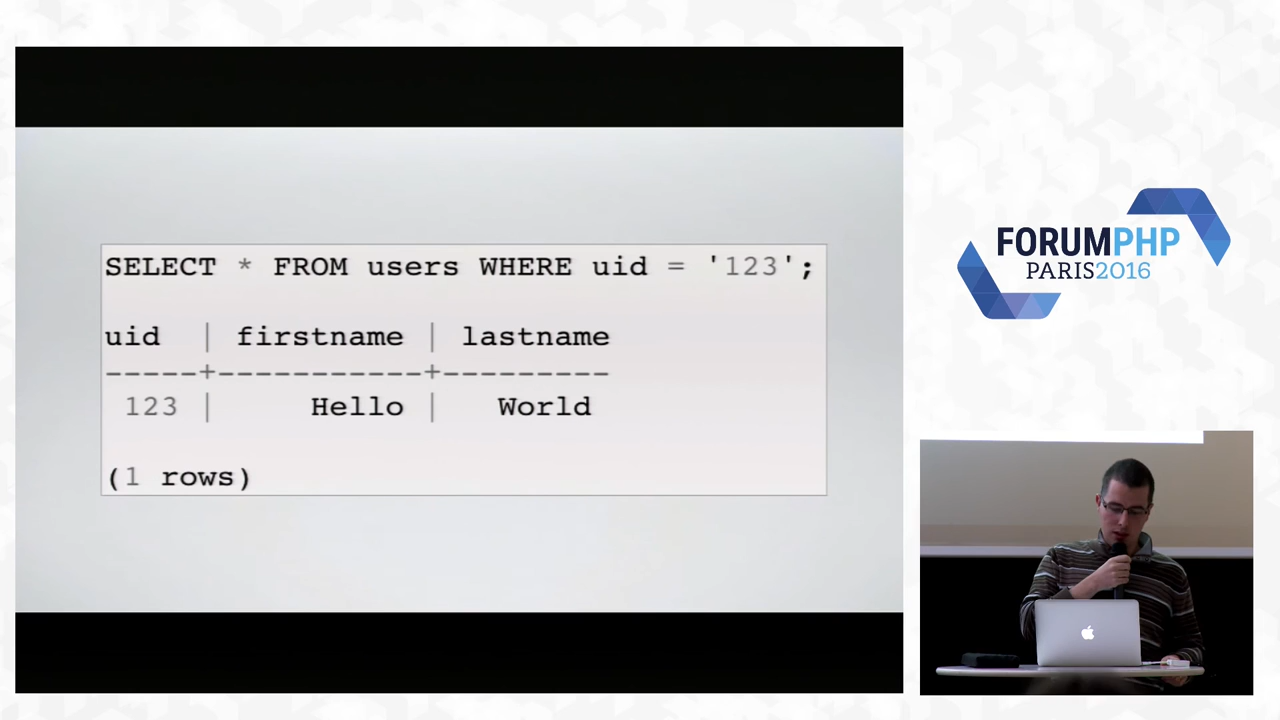 SELECT * FROM users WHERE uid = '123';
uid | firstname | lastname
-----+-----------+---------
123 | Hello | World
(1 rows)
FORUMPHP
PARIS2016